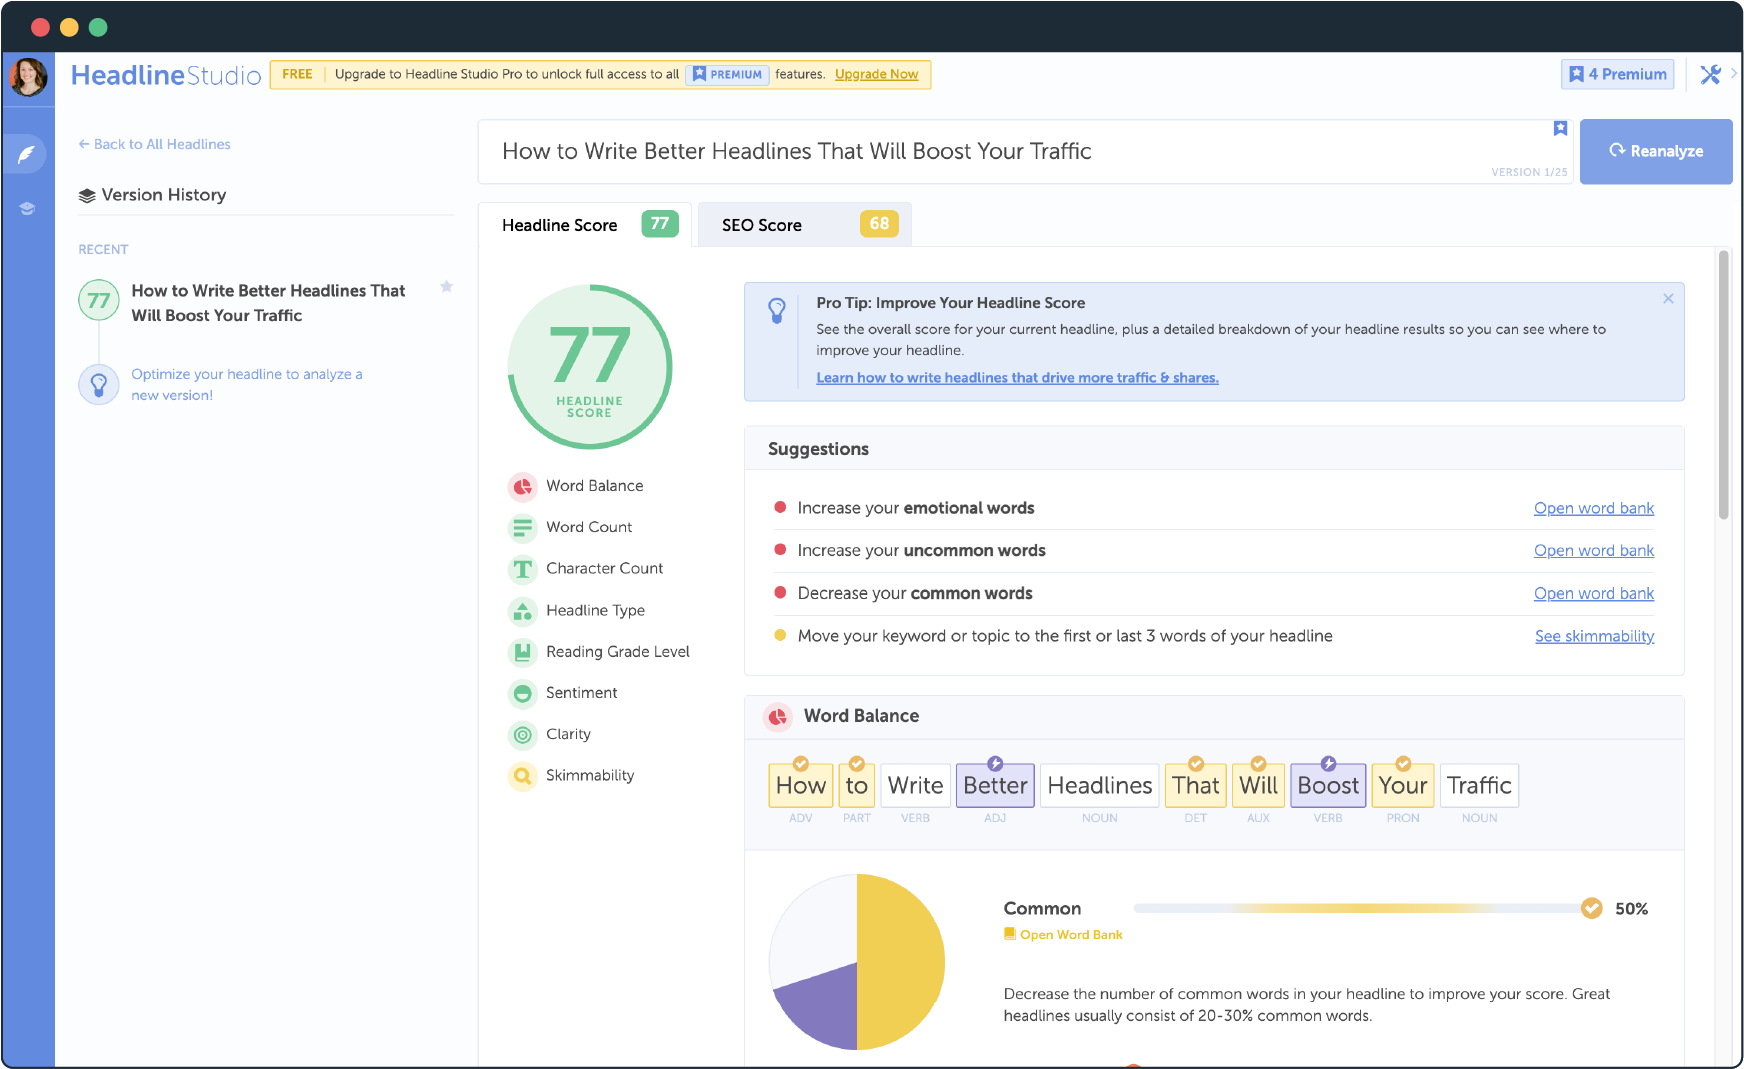 HeadlineStudio
FREE Upgrade to Headline Studio Pro to unlock full access to all PREMIUM features. Upgrade Now
4 Premium
← Back to All Headlines
Version History
RECENT
77
How to Write Better Headlines That
Will Boost Your Traffic
Optimize your headline to analyze a
new version!
How to Write Better Headlines That Will Boost Your Traffic
VERSION 1/25
Reanalyze
Headline Score 77
SEO Score 68
77
HEADLINE
SCORE
Word Balance
Word Count
Character Count
Headline Type
Reading Grade Level
Sentiment
Clarity
Skimmability
Pro Tip: Improve Your Headline Score
See the overall score for your current headline, plus a detailed breakdown of your headline results so you can see where to
improve your headline.
Learn how to write headlines that drive more traffic & shares.
Suggestions
Increase your emotional words Open word bank
Increase your uncommon words Open word bank
Decrease your common words Open word bank
Move your keyword or topic to the first or last 3 words of your headline See skimmability
Word Balance
How to Write Better Headlines That Will Boost Your Traffic
ADV PART VERB ADJ NOUN DET AUX VERB PRON NOUN
Common 50%
Open Word Bank
Decrease the number of common words in your headline to improve your score. Great
headlines usually consist of 20-30% common words.